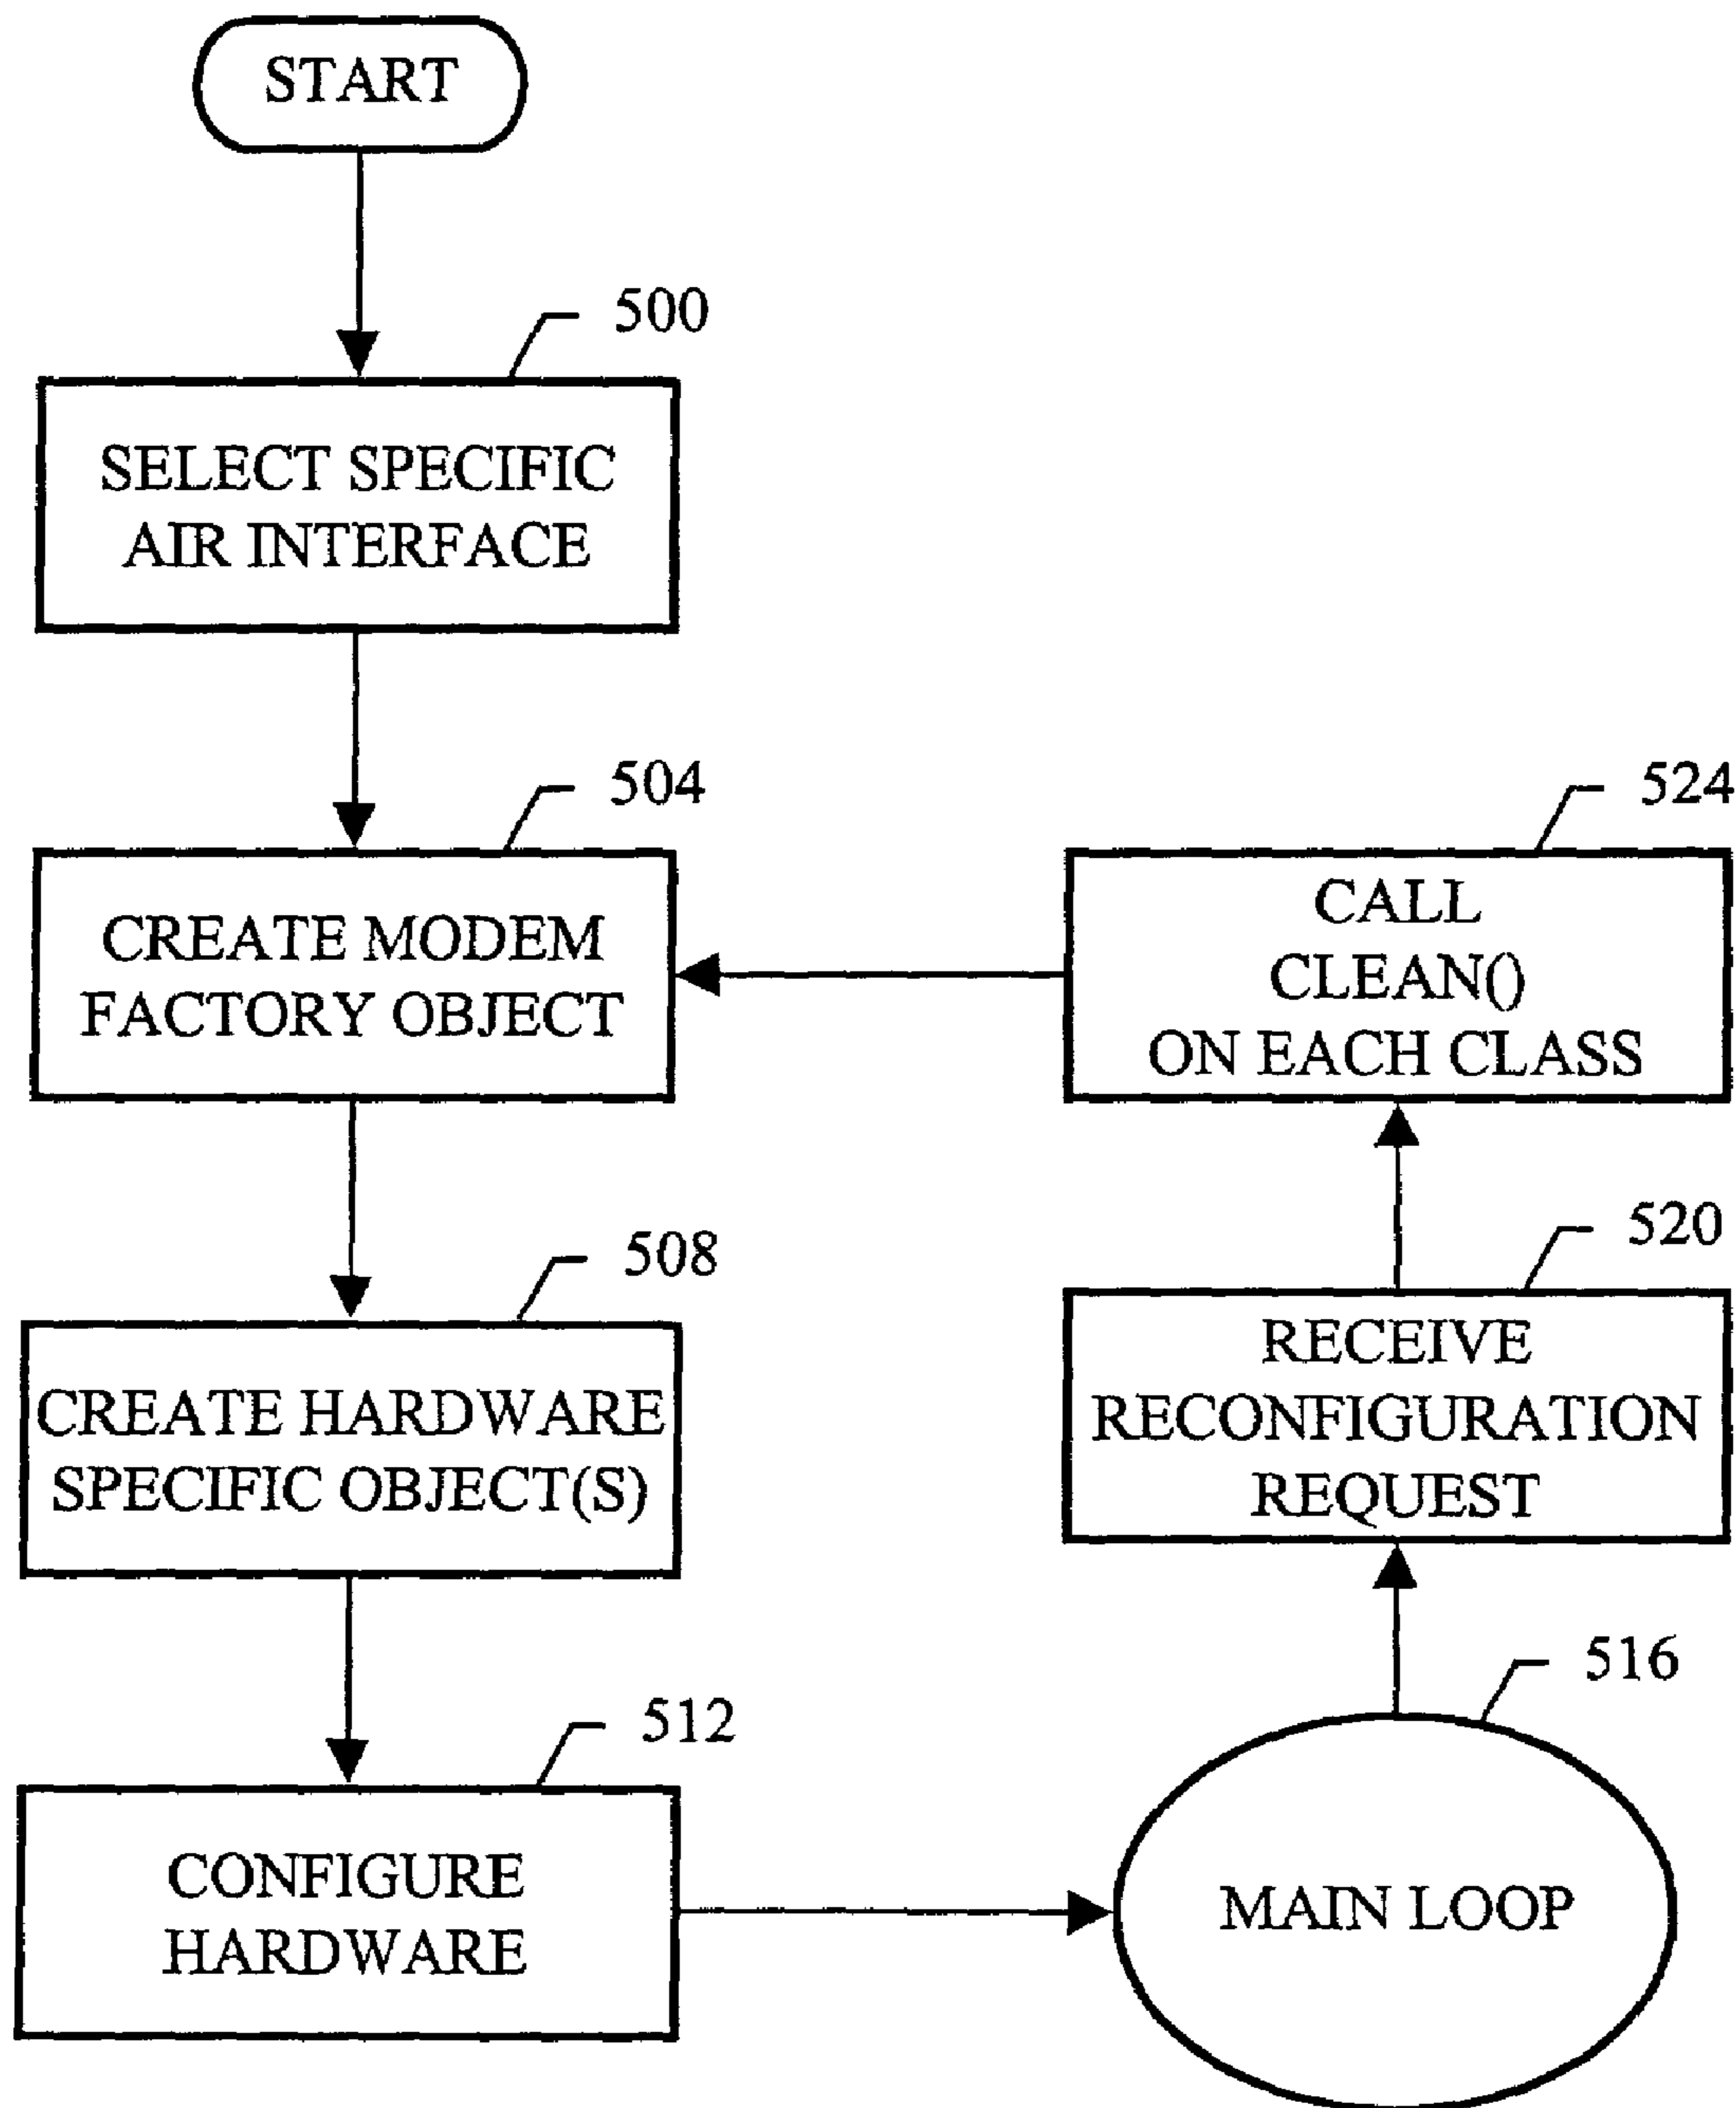 START
500
SELECT SPECIFIC
AIR INTERFACE
504
CREATE MODEM
FACTORY OBJECT
508
CREATE HARDWARE
SPECIFIC OBJECT(S)
512
CONFIGURE
HARDWARE
524
CALL
CLEAN()
ON EACH CLASS
520
RECEIVE
RECONFIGURATION
REQUEST
516
MAIN LOOP